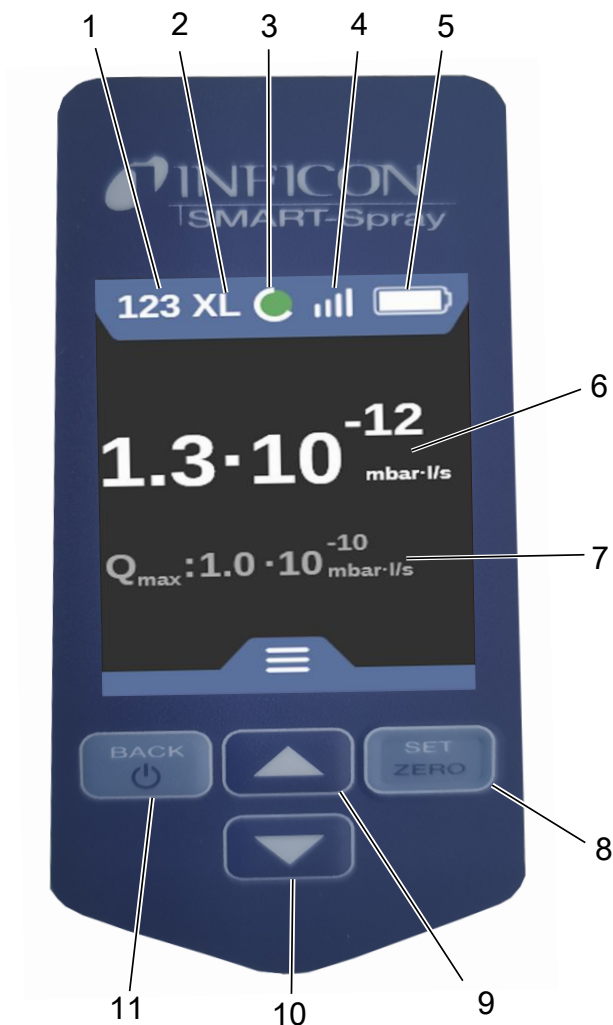 1 2 3 4 5
INFICON
SMART-Spray
123 XL
1.3·10⁻¹² mbar·l/s
6
Qₘₐₓ:1.0·10⁻¹⁰ mbar·l/s
7
BACK
SET
ZERO
8
11 10 9